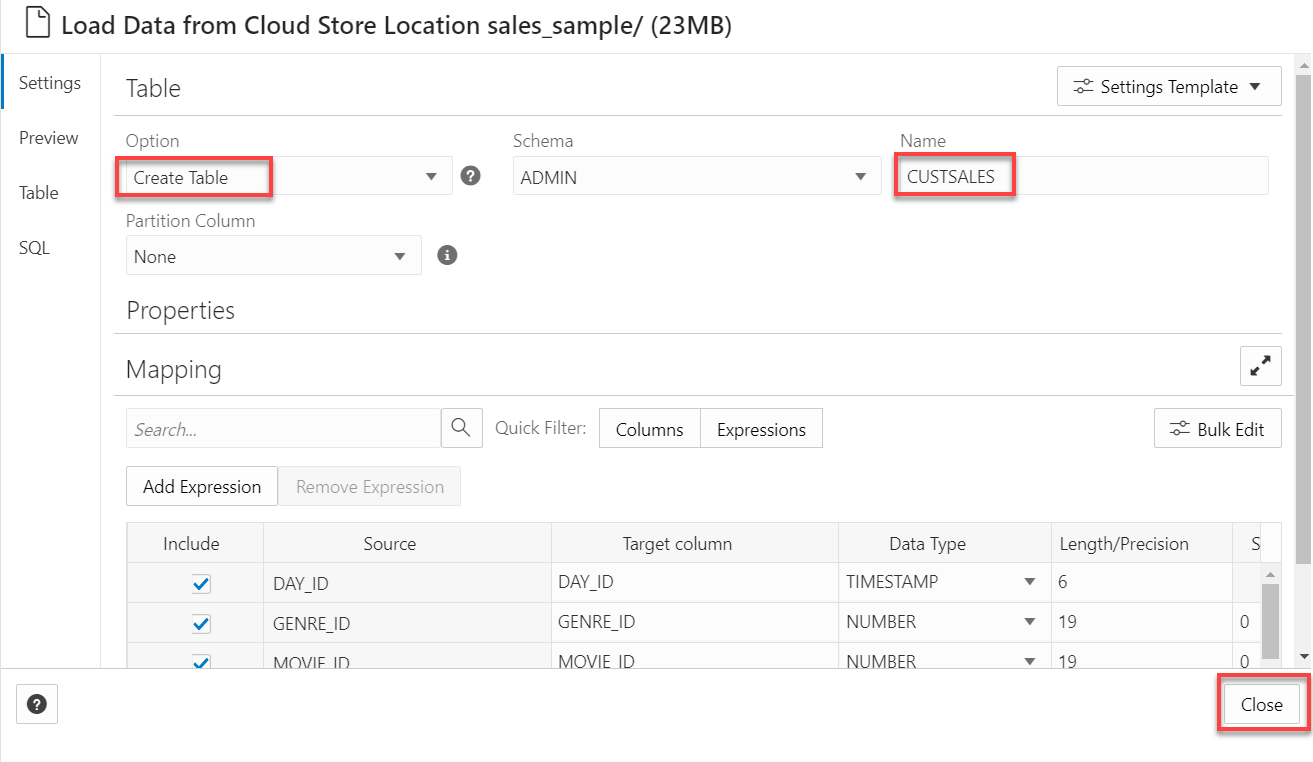 Load Data from Cloud Store Location sales_sample/ (23MB)
Settings
Preview
Table
SQL
Table
Settings Template
Option
Schema
Name
Create Table
?
ADMIN
CUSTSALES
Partition Column
None
i
Properties
Mapping
Search...
Quick Filter:
Columns
Expressions
Bulk Edit
Add Expression
Remove Expression
Include Source Target column Data Type Length/Precision S
DAY_ID DAY_ID TIMESTAMP 6
GENRE_ID GENRE_ID NUMBER 19 0
MOVIE_ID MOVIE_ID NUMBER 19 0
?
Close